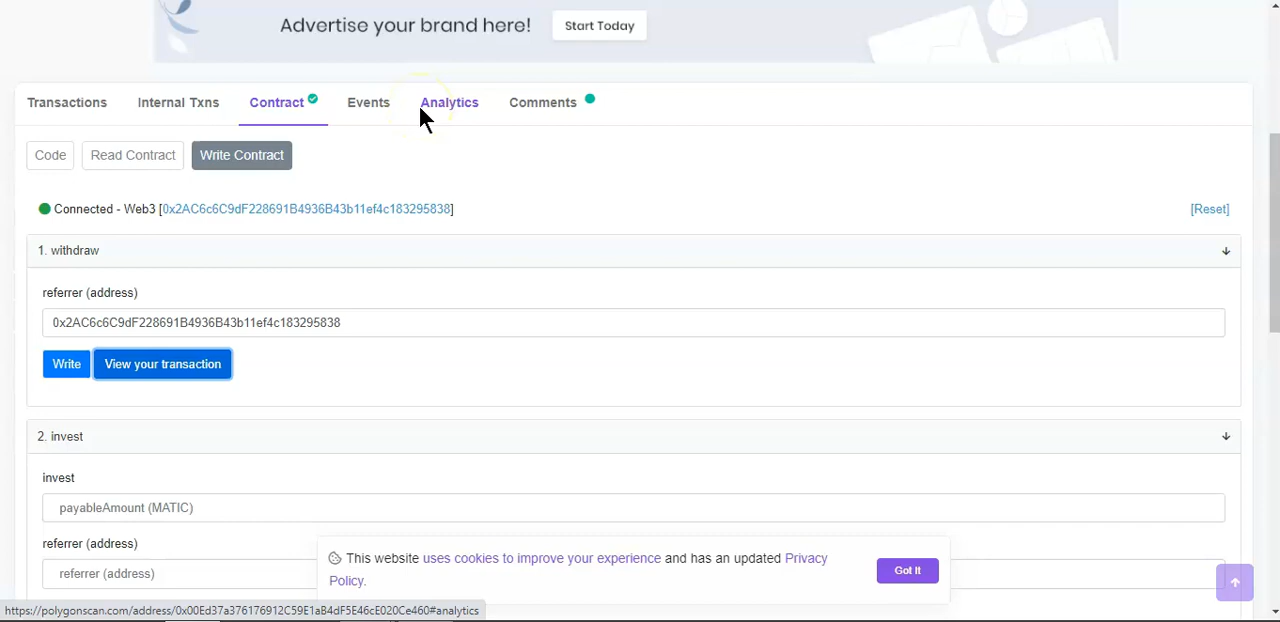 Advertise your brand here! Start Today
Transactions Internal Txns Contract Events Analytics Comments
Code Read Contract Write Contract
Connected - Web3 [0x2AC6c6C9dF228691B4936B43b11ef4c183295838] [Reset]
1. withdraw
referrer (address)
0x2AC6c6C9dF228691B4936B43b11ef4c183295838
Write View your transaction
2. invest
invest
payableAmount (MATIC)
referrer (address)
referrer (address)
This website uses cookies to improve your experience and has an updated Privacy
Policy.
Got It
https://polygonscan.com/address/0x00Ed37a376176912C59E1aB4dF5E46cE020Ce460#analytics